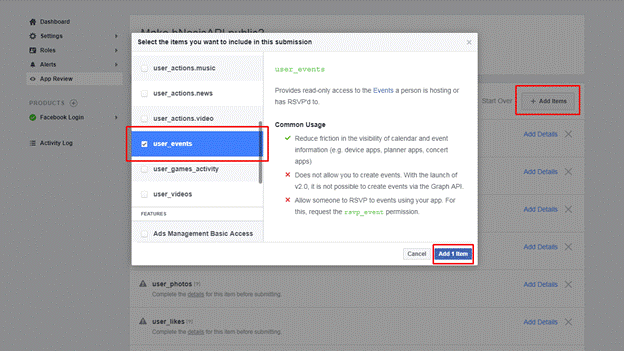 Dashboard
Settings
Roles
Alerts
App Review
PRODUCTS
Facebook Login
Activity Log
Select the items you want to include in this submission
user_actions.music
user_actions.news
user_actions.video
user_events
user_games_activity
user_videos
FEATURES
Ads Management Basic Access
user_events
Provides read-only access to the Events a person is hosting or
has RSVP'd to.
Common Usage
Reduce friction in the visibility of calendar and event
information (e.g. device apps, planner apps, concert
apps)
Does not allow you to create events. With the launch of
v2.0, it is not possible to create events via the Graph API.
Allow someone to RSVP to events using your app. For
this, request the rsvp_event permission.
Cancel
Add 1 Item
Start Over
+ Add Items
Add Details
Add Details
Add Details
Add Details
Add Details
Add Details
user_photos
Complete the details for this item before submitting.
user_likes
Complete the details for this item before submitting.